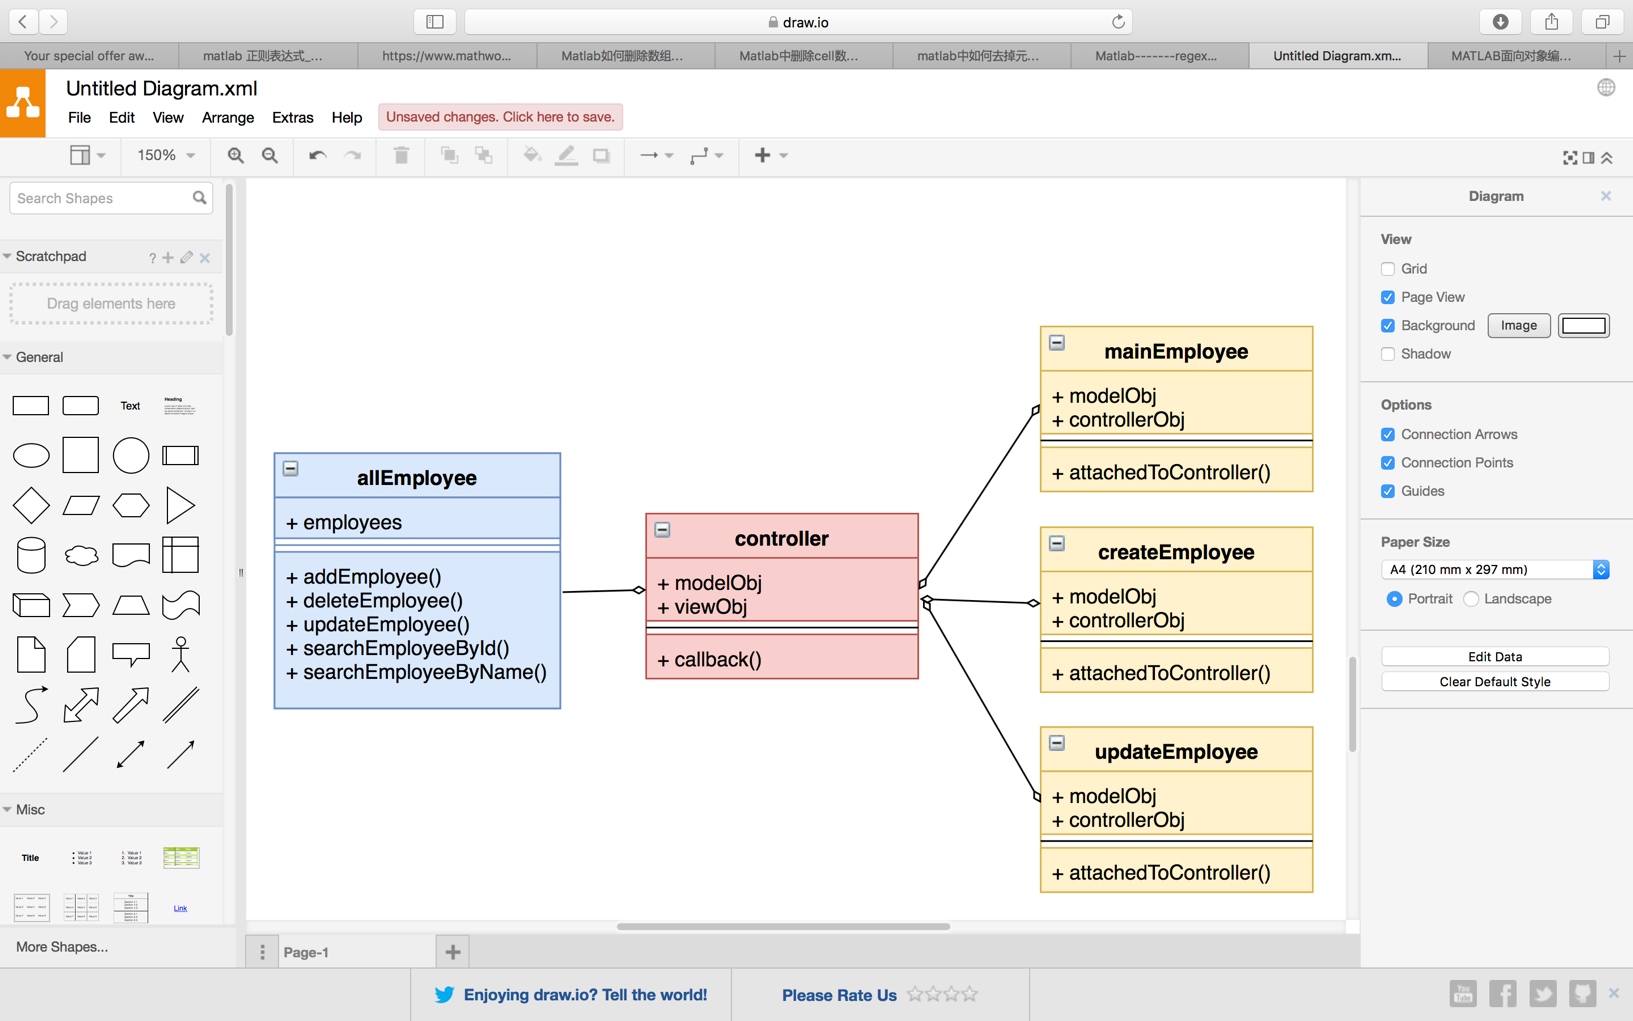 draw.io
Your special offer aw...
matlab 正则表达式_...
https://www.mathwo...
Matlab如何删除数组...
Matlab中删除cell数...
matlab中如何去掉元...
Matlab-------regex...
Untitled Diagram.xm...
MATLAB面向对象编...
Untitled Diagram.xml
File Edit View Arrange Extras Help
Unsaved changes. Click here to save.
150%
Search Shapes
Scratchpad
?
Drag elements here
General
Text
Heading
Misc
Title
Link
More Shapes...
allEmployee
+ employees
+ addEmployee()
+ deleteEmployee()
+ updateEmployee()
+ searchEmployeeById()
+ searchEmployeeByName()
controller
+ modelObj
+ viewObj
+ callback()
mainEmployee
+ modelObj
+ controllerObj
+ attachedToController()
createEmployee
+ modelObj
+ controllerObj
+ attachedToController()
updateEmployee
+ modelObj
+ controllerObj
+ attachedToController()
Diagram
View
Grid
Page View
Background
Image
Shadow
Options
Connection Arrows
Connection Points
Guides
Paper Size
A4 (210 mm x 297 mm)
Portrait
Landscape
Edit Data
Clear Default Style
Page-1
Enjoying draw.io? Tell the world!
Please Rate Us
You
Tube